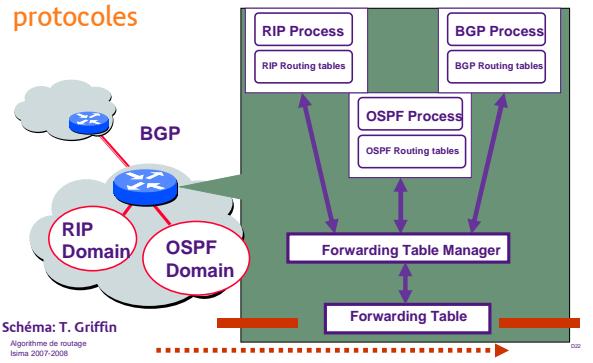 protocoles
RIP Process
RIP Routing tables
BGP Process
BGP Routing tables
OSPF Process
OSPF Routing tables
BGP
RIP
Domain
OSPF
Domain
Forwarding Table Manager
Forwarding Table
Schéma: T. Griffin
Algorithme de routage
Isima 2007-2008
D22